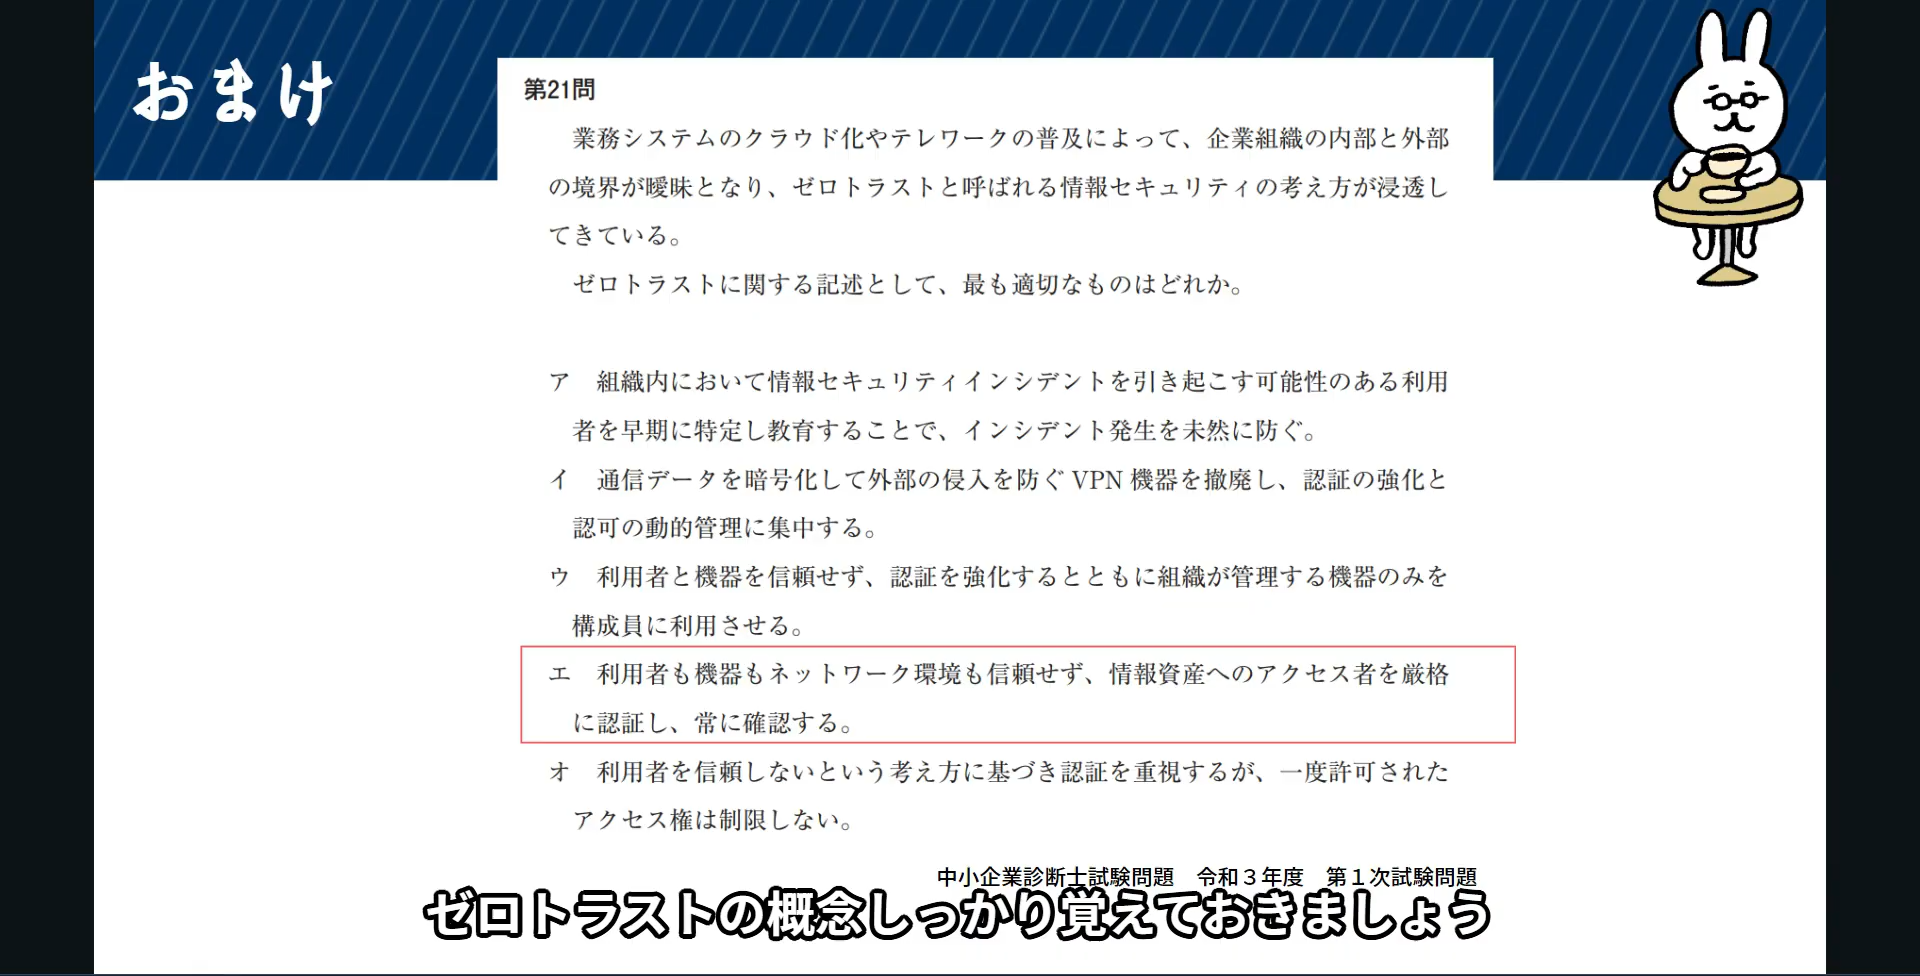 おまけ
第21問
業務システムのクラウド化やテレワークの普及によって、企業組織の内部と外部
の境界が曖昧となり、ゼロトラストと呼ばれる情報セキュリティの考え方が浸透し
てきている。
ゼロトラストに関する記述として、最も適切なものはどれか。
ア　組織内において情報セキュリティインシデントを引き起こす可能性のある利用
者を早期に特定し教育することで、インシデント発生を未然に防ぐ。
イ　通信データを暗号化して外部の侵入を防ぐ VPN 機器を撤廃し、認証の強化と
認可の動的管理に集中する。
ウ　利用者と機器を信頼せず、認証を強化するとともに組織が管理する機器のみを
構成員に利用させる。
エ　利用者も機器もネットワーク環境も信頼せず、情報資産へのアクセス者を厳格
に認証し、常に確認する。
オ　利用者を信頼しないという考え方に基づき認証を重視するが、一度許可された
アクセス権は制限しない。
中小企業診断士試験問題　令和３年度　第１次試験問題
ゼロトラストの概念しっかり覚えておきましょう